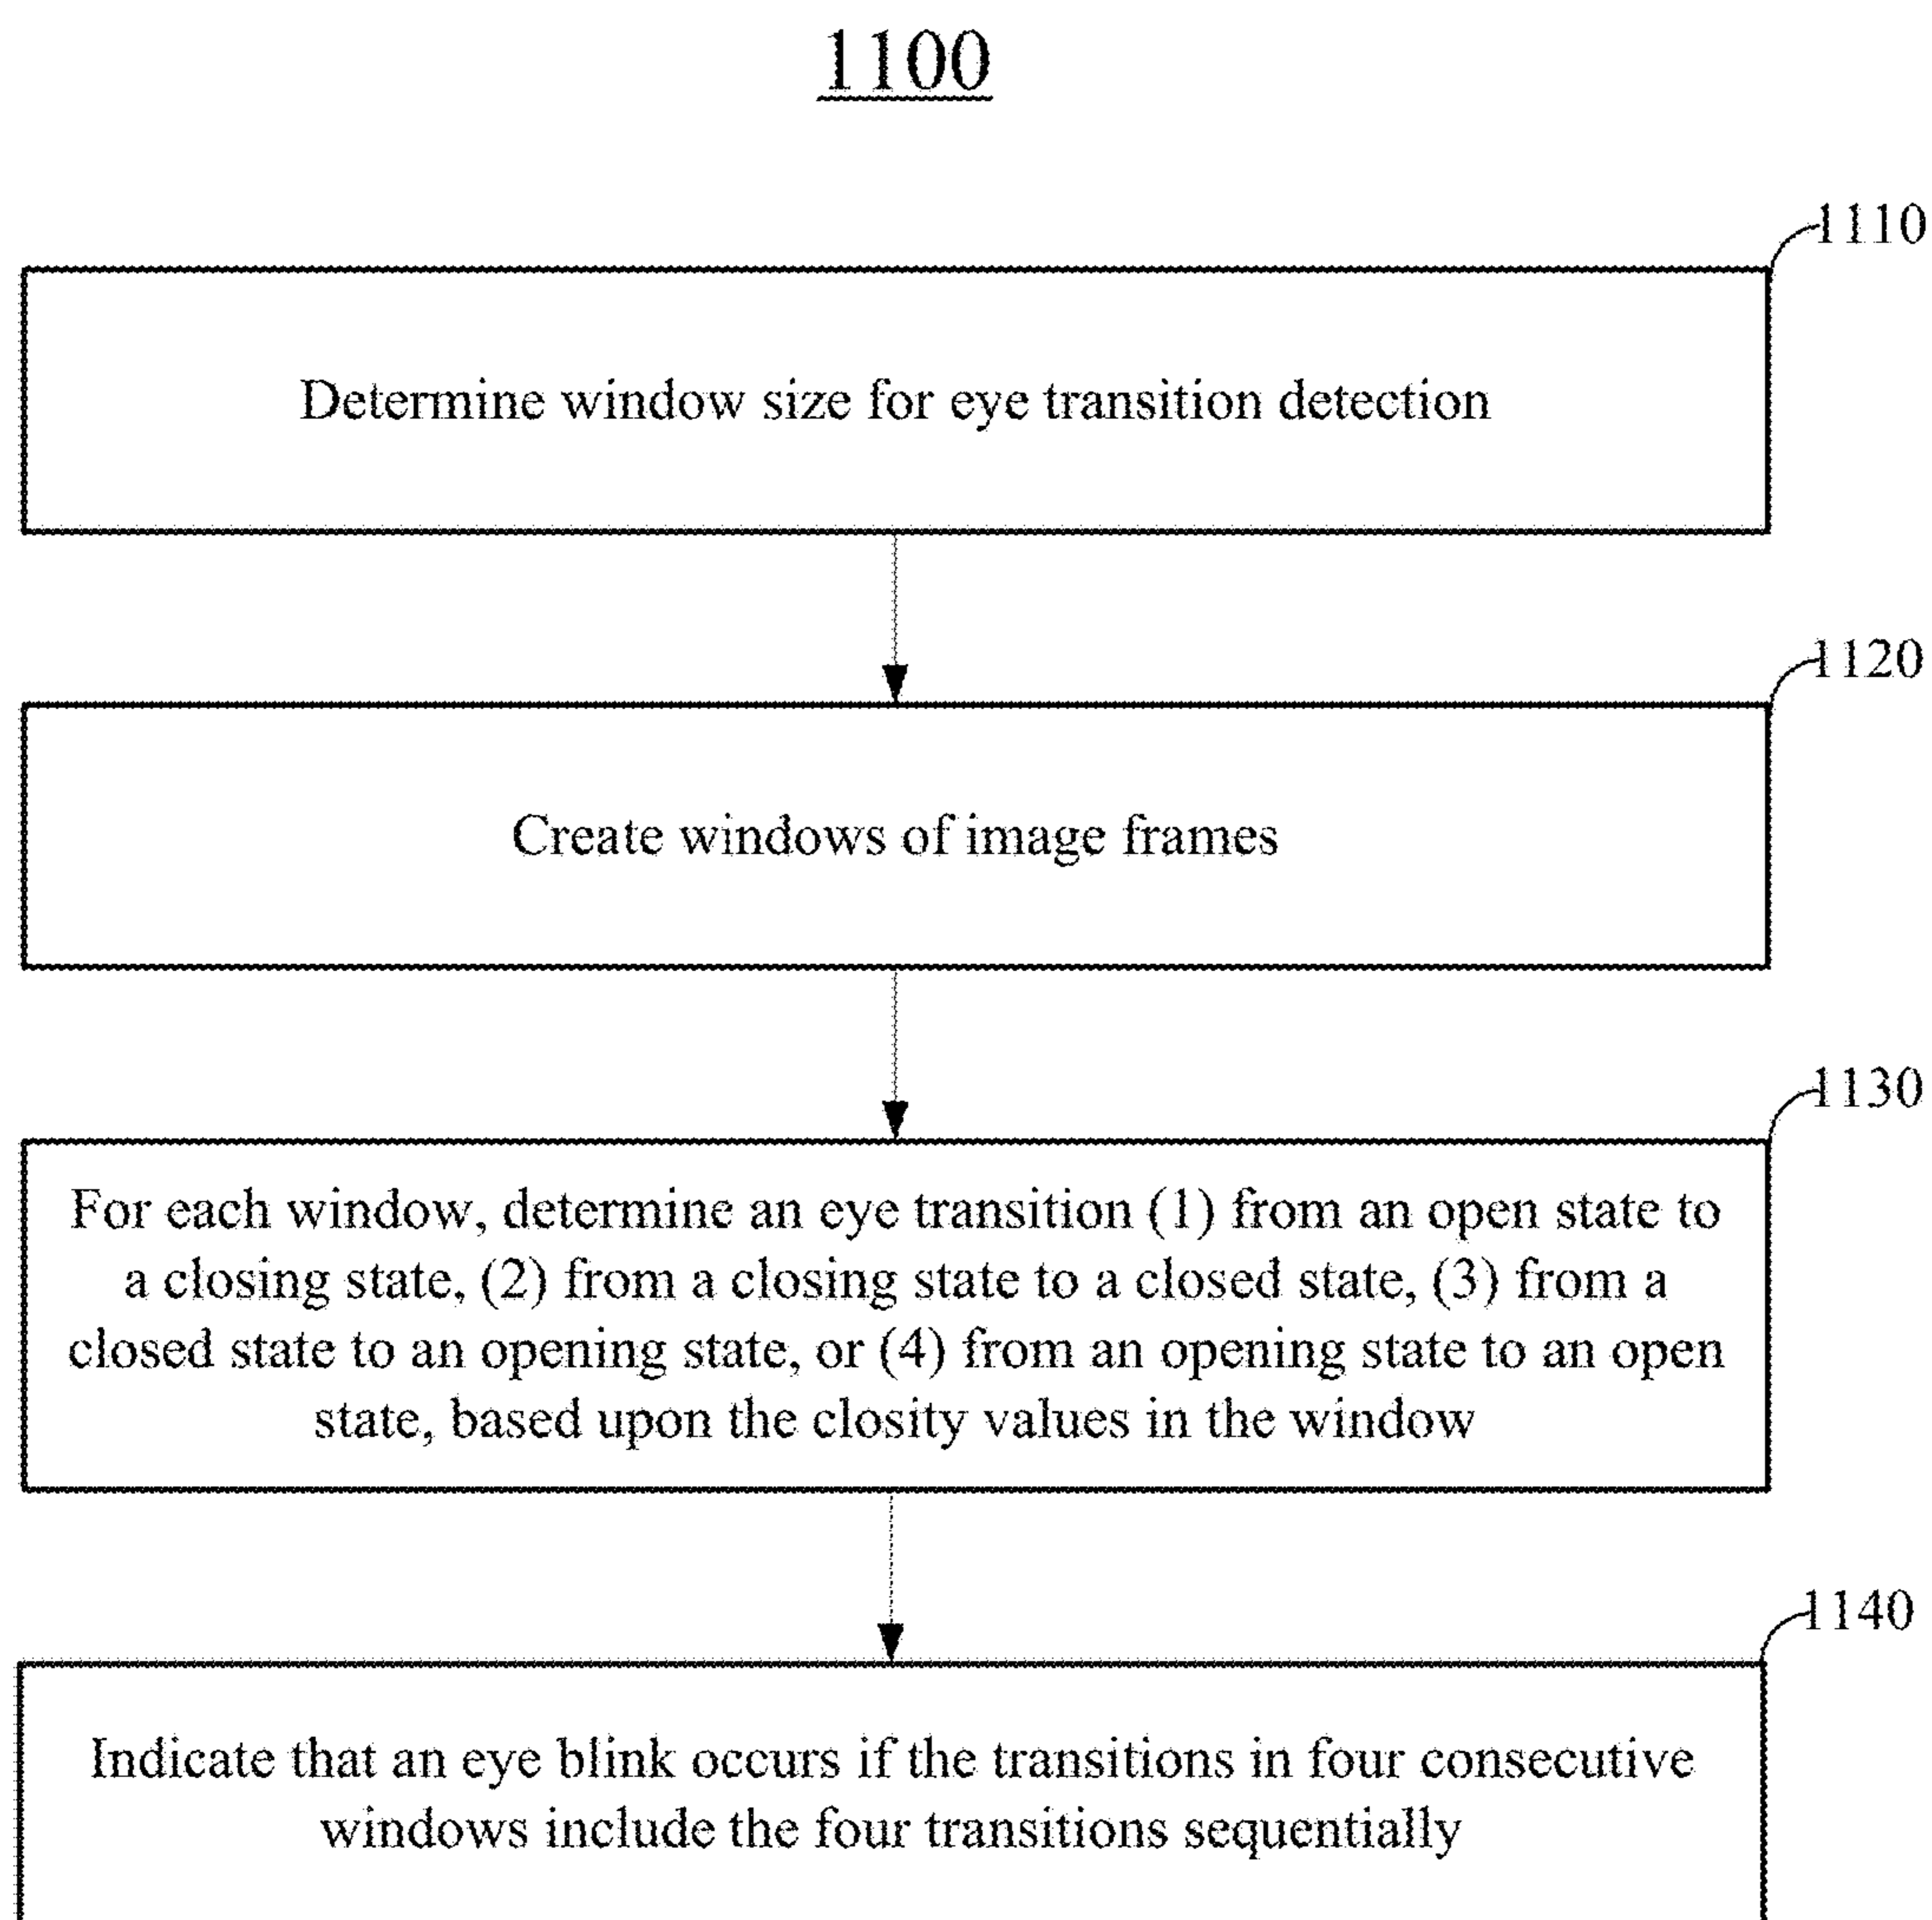 1100
1110
Determine window size for eye transition detection
1120
Create windows of image frames
1130
For each window, determine an eye transition (1) from an open state to
a closing state, (2) from a closing state to a closed state, (3) from a
closed state to an opening state, or (4) from an opening state to an open
state, based upon the closity values in the window
1140
Indicate that an eye blink occurs if the transitions in four consecutive
windows include the four transitions sequentially